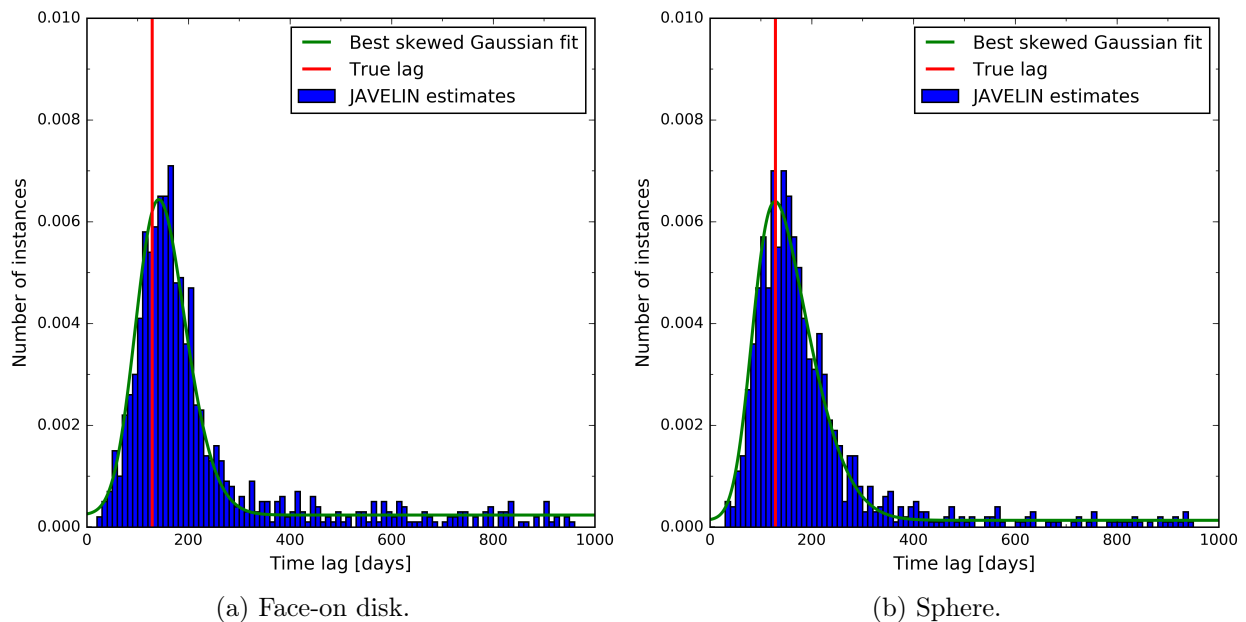 0.010
0.008
0.006
0.004
0.002
0.000
Number of instances
0 200 400 600 800 1000
Time lag [days]
Best skewed Gaussian fit
True lag
JAVELIN estimates
(a) Face-on disk.
0.010
0.008
0.006
0.004
0.002
0.000
Number of instances
0 200 400 600 800 1000
Time lag [days]
Best skewed Gaussian fit
True lag
JAVELIN estimates
(b) Sphere.